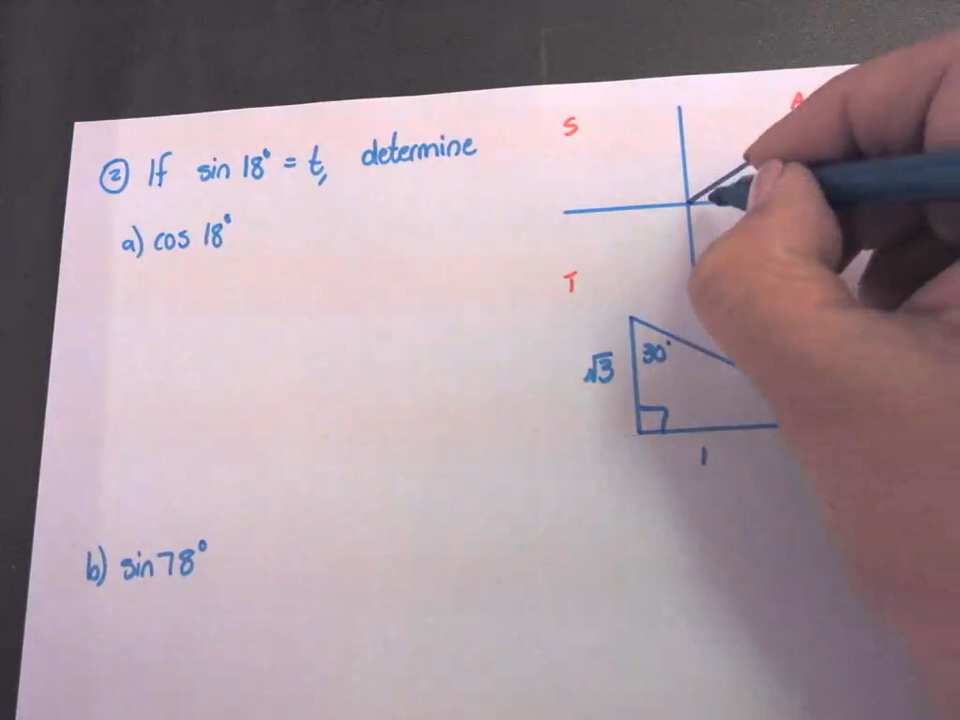 ② If sin 18° = t, determine
a) cos 18°
b) sin 78°
S
A
T
√3
30°
1